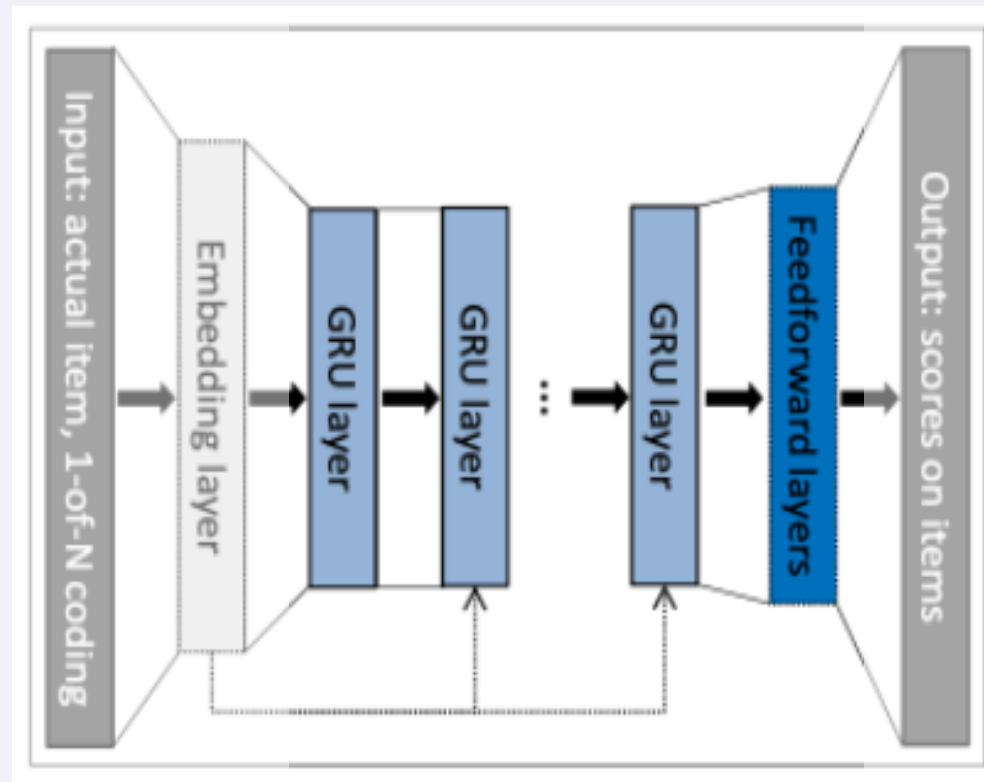 Input: actual item, 1-of-N coding
Embedding layer
GRU layer
GRU layer
...
GRU layer
Feedforward layers
Output: scores on items